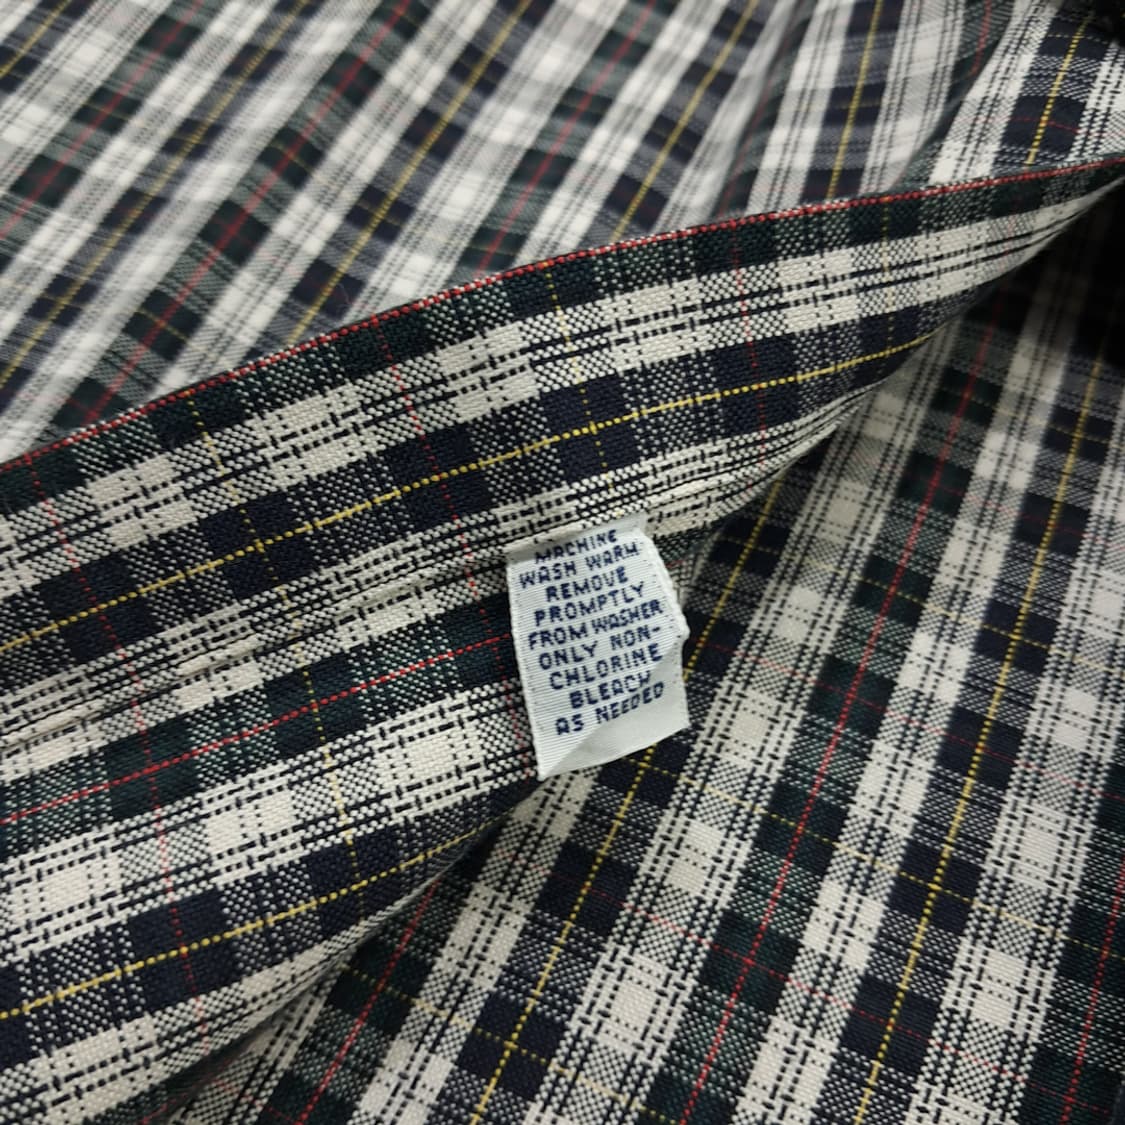 MACHINE
WASH WARM
REMOVE
PROMPTLY
FROM WASHER
ONLY NON-
CHLORINE
BLEACH
AS NEEDED